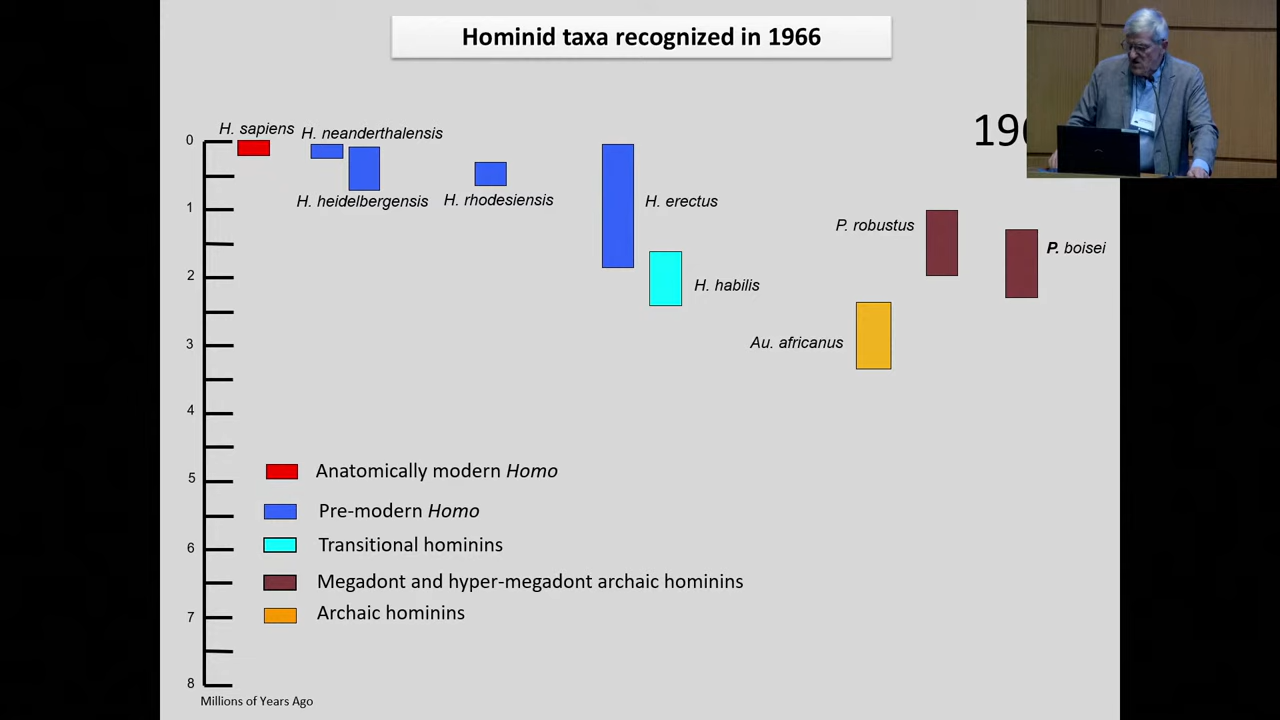 Hominid taxa recognized in 1966
H. sapiens
H. neanderthalensis
0
H. heidelbergensis
H. rhodesiensis
H. erectus
1
P. robustus
P. boisei
2
H. habilis
3
Au. africanus
4
5
Anatomically modern Homo
Pre-modern Homo
6
Transitional hominins
Megadont and hyper-megadont archaic hominins
7
Archaic hominins
8
Millions of Years Ago